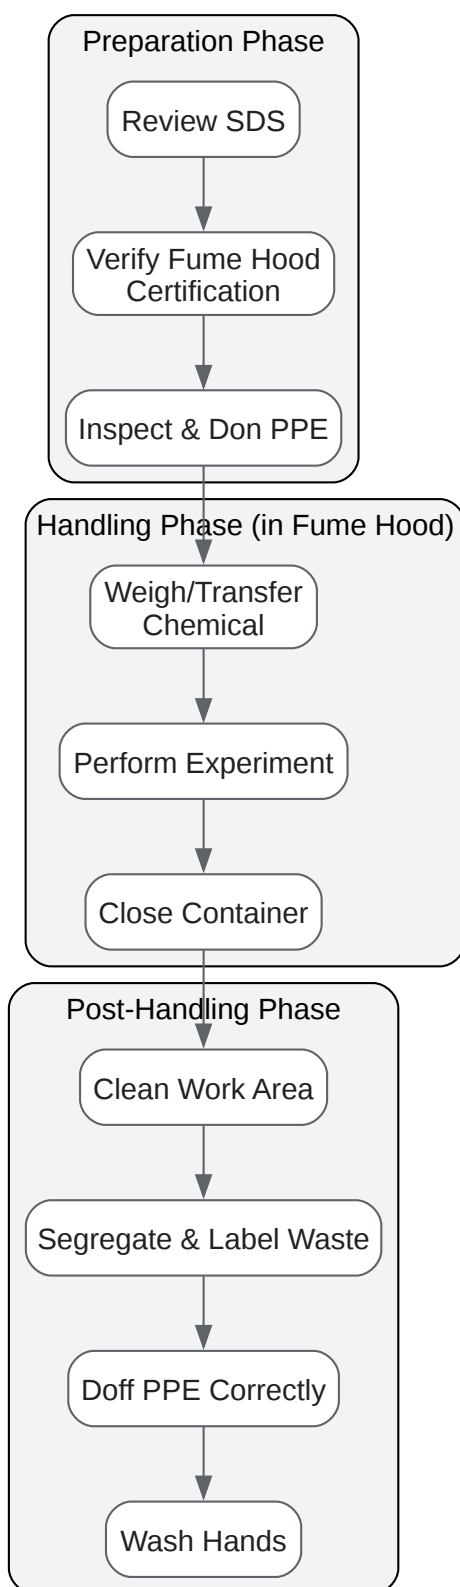 Preparation Phase
Review SDS
Verify Fume Hood
Certification
Inspect & Don PPE
Handling Phase (in Fume Hood)
Weigh/Transfer
Chemical
Perform Experiment
Close Container
Post-Handling Phase
Clean Work Area
Segregate & Label Waste
Doff PPE Correctly
Wash Hands